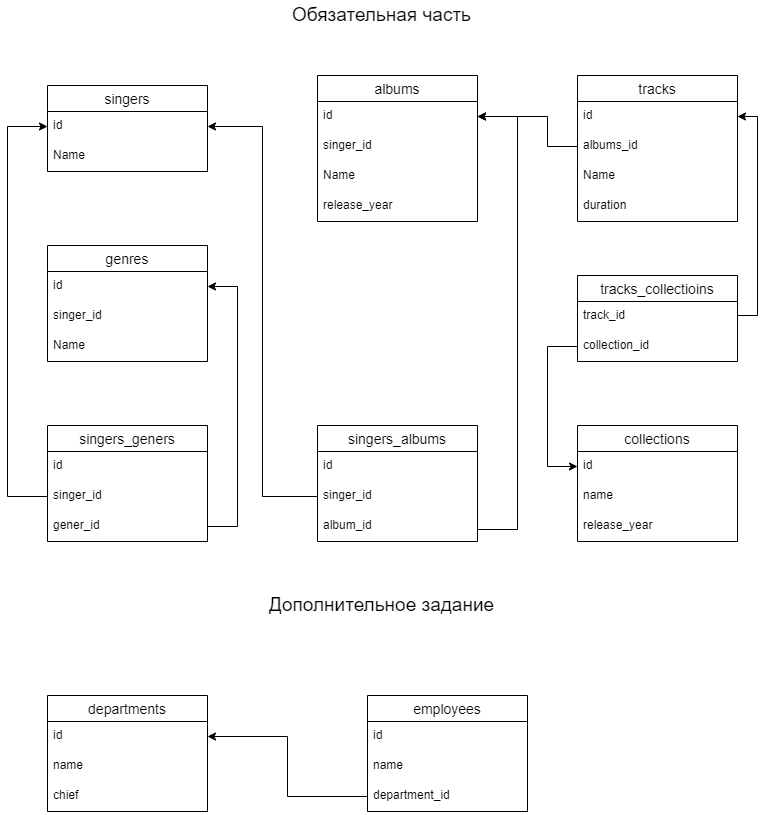 Обязательная часть
singers
id
Name
albums
id
singer_id
Name
release_year
tracks
id
albums_id
Name
duration
genres
id
singer_id
Name
tracks_collectioins
track_id
collection_id
singers_geners
id
singer_id
gener_id
singers_albums
id
singer_id
album_id
collections
id
name
release_year
Дополнительное задание
departments
id
name
chief
employees
id
name
department_id